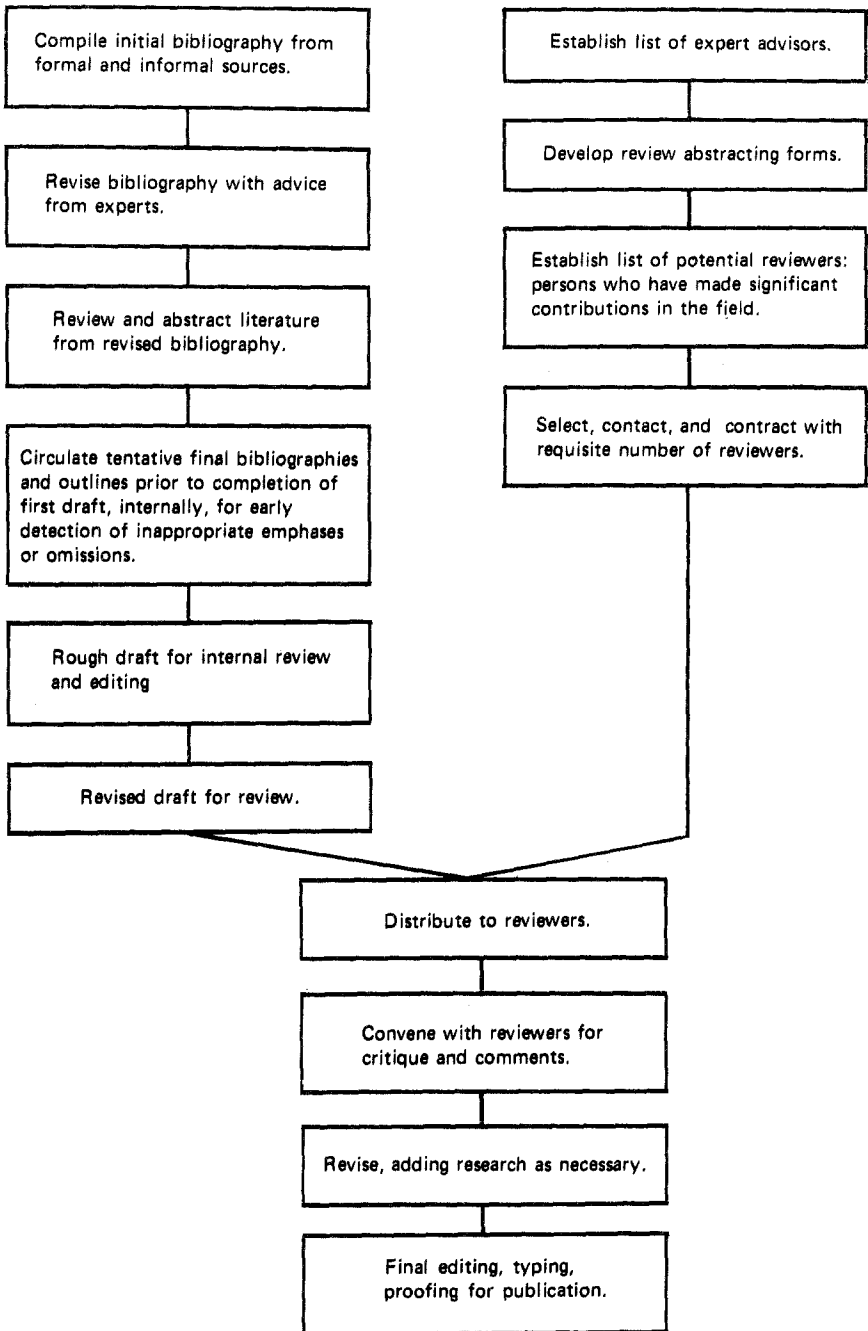 Compile initial bibliography from
formal and informal sources.
Revise bibliography with advice
from experts.
Review and abstract literature
from revised bibliography.
Circulate tentative final bibliographies
and outlines prior to completion of
first draft, internally, for early
detection of inappropriate emphases
or omissions.
Rough draft for internal review
and editing
Revised draft for review.
Establish list of expert advisors.
Develop review abstracting forms.
Establish list of potential reviewers:
persons who have made significant
contributions in the field.
Select, contact, and contract with
requisite number of reviewers.
Distribute to reviewers.
Convene with reviewers for
critique and comments.
Revise, adding research as necessary.
Final editing, typing,
proofing for publication.